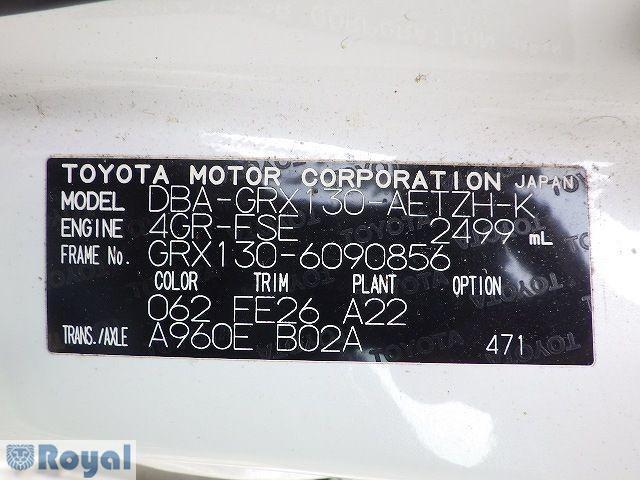 TOYOTA MOTOR CORPORATION JAPAN
MODEL DBA-GRX130-AETZH-K
ENGINE 4GR-FSE 2499 mL
FRAME No. GRX130-6090856
COLOR TRIM PLANT OPTION
062 FE26 A22
TRANS./AXLE A960E B02A 471
Royal